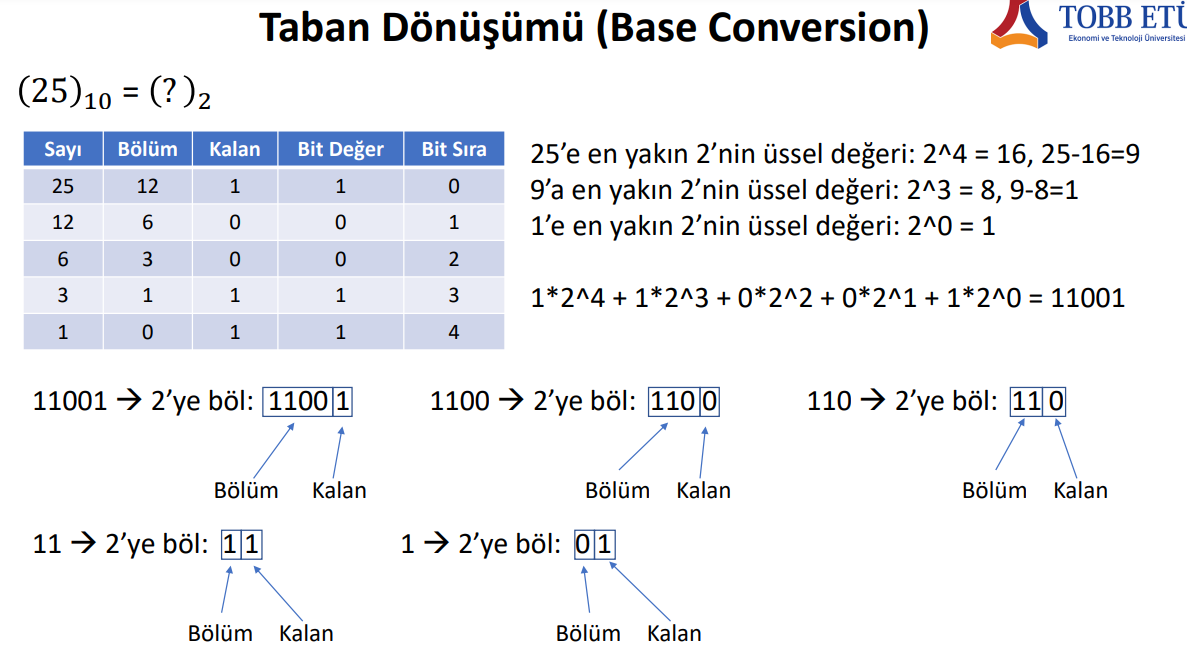 Taban Dönüşümü (Base Conversion)
TOBB ETÜ
Ekonomi ve Teknoloji Üniversitesi
(25)₁₀ = (? )₂
Sayı Bölüm Kalan Bit Değer Bit Sıra
25 12 1 1 0
12 6 0 0 1
6 3 0 0 2
3 1 1 1 3
1 0 1 1 4
25’e en yakın 2’nin üssel değeri: 2^4 = 16, 25-16=9
9’a en yakın 2’nin üssel değeri: 2^3 = 8, 9-8=1
1’e en yakın 2’nin üssel değeri: 2^0 = 1
1*2^4 + 1*2^3 + 0*2^2 + 0*2^1 + 1*2^0 = 11001
11001 → 2’ye böl: 1100 1
Bölüm Kalan
1100 → 2’ye böl: 110 0
Bölüm Kalan
110 → 2’ye böl: 11 0
Bölüm Kalan
11 → 2’ye böl: 1 1
Bölüm Kalan
1 → 2’ye böl: 0 1
Bölüm Kalan